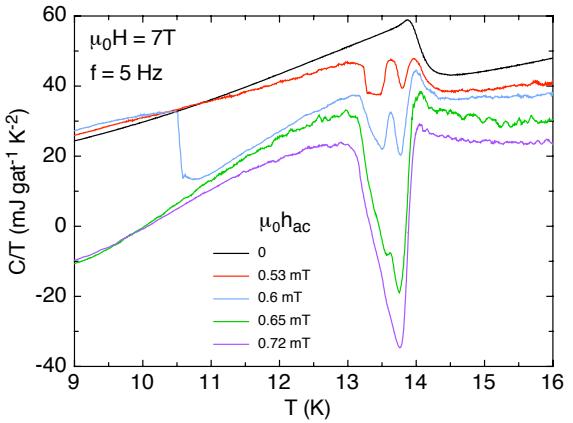 μ₀H = 7T
f = 5 Hz
C/T (mJ gat⁻¹ K⁻²)
60
40
20
0
-20
-40
μ₀hac
0
0.53 mT
0.6 mT
0.65 mT
0.72 mT
9
10
11
12
13
14
15
16
T (K)